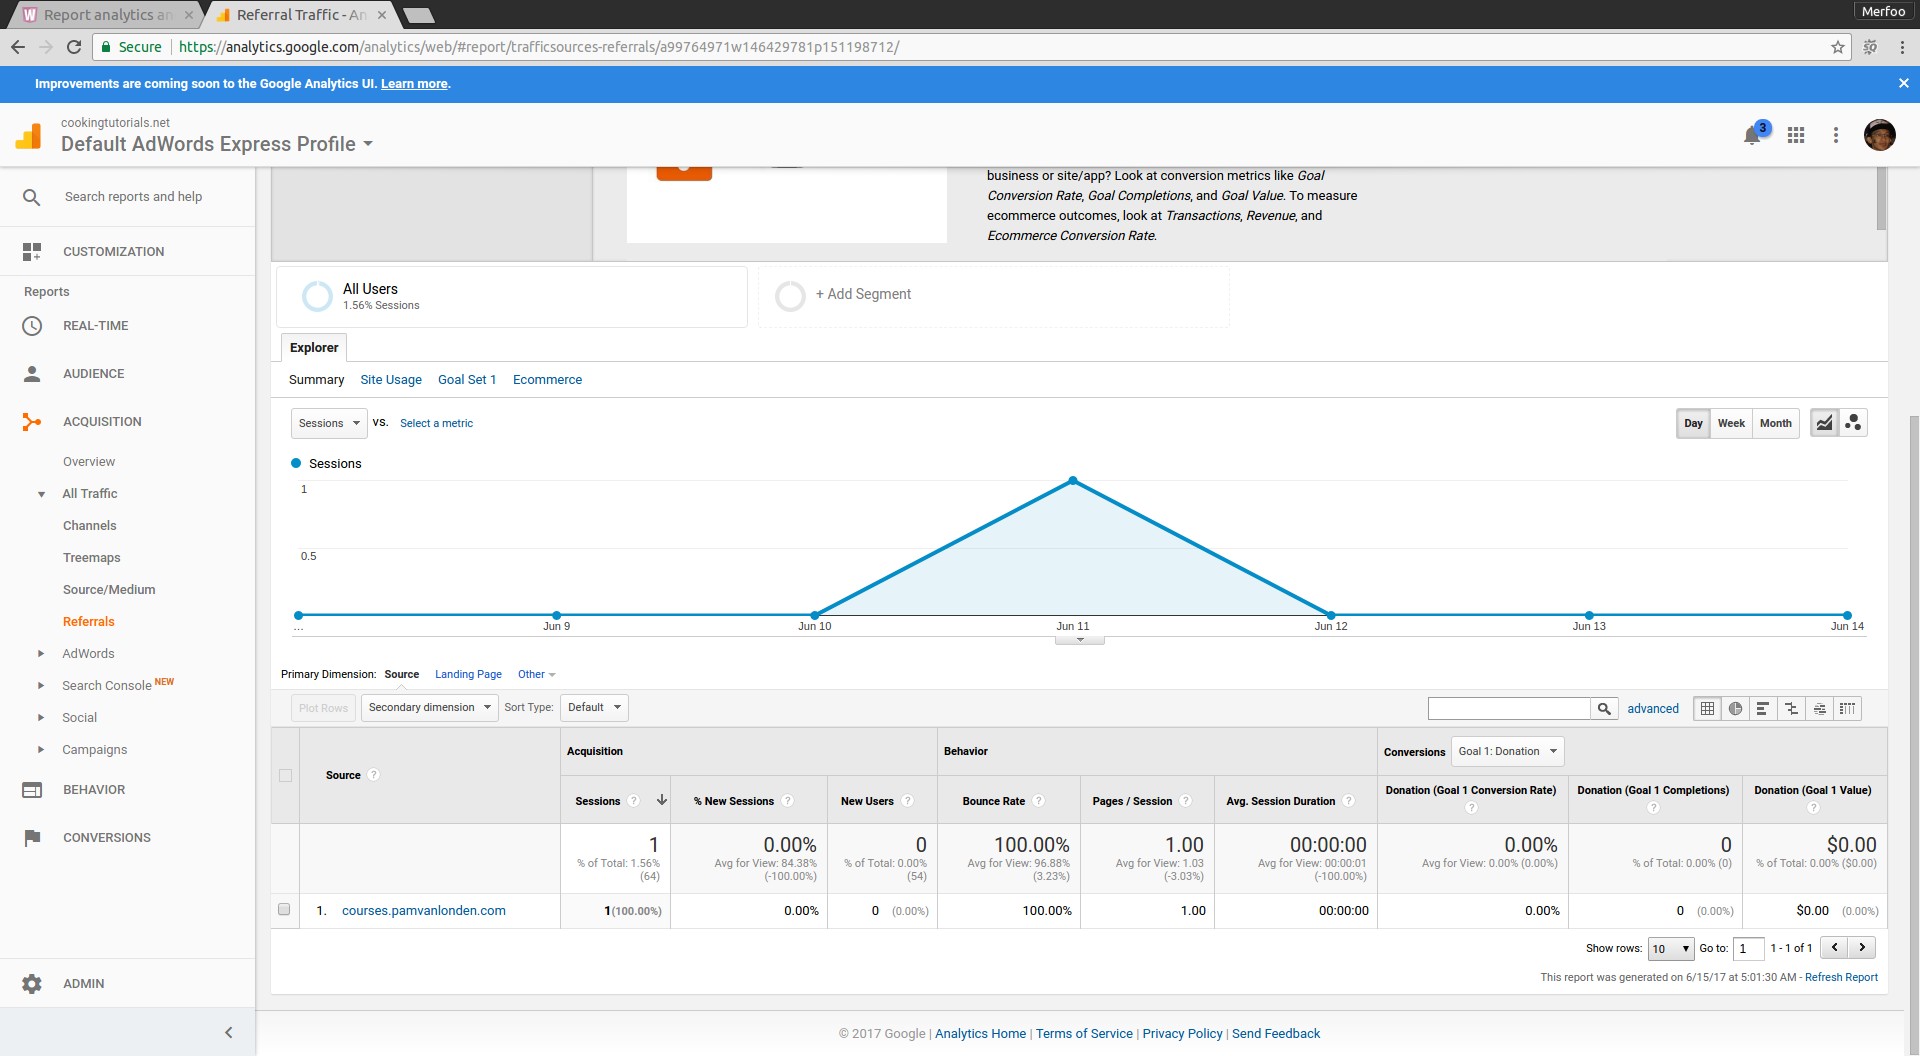 Report analytics an
Referral Traffic - An
Merfoo
Secure https://analytics.google.com/analytics/web/#report/trafficsources-referrals/a99764971w146429781p151198712/
Improvements are coming soon to the Google Analytics UI. Learn more.
cookingtutorials.net
Default AdWords Express Profile
3
Search reports and help
CUSTOMIZATION
Reports
REAL-TIME
AUDIENCE
ACQUISITION
Overview
All Traffic
Channels
Treemaps
Source/Medium
Referrals
AdWords
Search Console NEW
Social
Campaigns
BEHAVIOR
CONVERSIONS
ADMIN
business or site/app? Look at conversion metrics like Goal
Conversion Rate, Goal Completions, and Goal Value. To measure
ecommerce outcomes, look at Transactions, Revenue, and
Ecommerce Conversion Rate.
All Users
1.56% Sessions
+ Add Segment
Explorer
Summary Site Usage Goal Set 1 Ecommerce
Sessions VS. Select a metric
Day Week Month
Sessions
1
0.5
... Jun 9 Jun 10 Jun 11 Jun 12 Jun 13 Jun 14
Primary Dimension: Source Landing Page Other
Plot Rows Secondary dimension Sort Type: Default advanced
Source ? Acquisition Behavior Conversions Goal 1: Donation
Sessions ? % New Sessions ? New Users ? Bounce Rate ? Pages / Session ? Avg. Session Duration ? Donation (Goal 1 Conversion Rate) ? Donation (Goal 1 Completions) ? Donation (Goal 1 Value) ?
1 0.00% 0 100.00% 1.00 00:00:00 0.00% 0 $0.00
% of Total: 1.56% Avg for View: 84.38% % of Total: 0.00% Avg for View: 96.88% Avg for View: 1.03 Avg for View: 00:00:01 Avg for View: 0.00% (0.00%) % of Total: 0.00% (0) % of Total: 0.00% ($0.00)
(64) (-100.00%) (54) (3.23%) (-3.03%) (-100.00%)
1. courses.pamvanlonden.com 1(100.00%) 0.00% 0 (0.00%) 100.00% 1.00 00:00:00 0.00% 0 (0.00%) $0.00 (0.00%)
Show rows: 10 Go to: 1 1 - 1 of 1
This report was generated on 6/15/17 at 5:01:30 AM - Refresh Report
© 2017 Google | Analytics Home | Terms of Service | Privacy Policy | Send Feedback